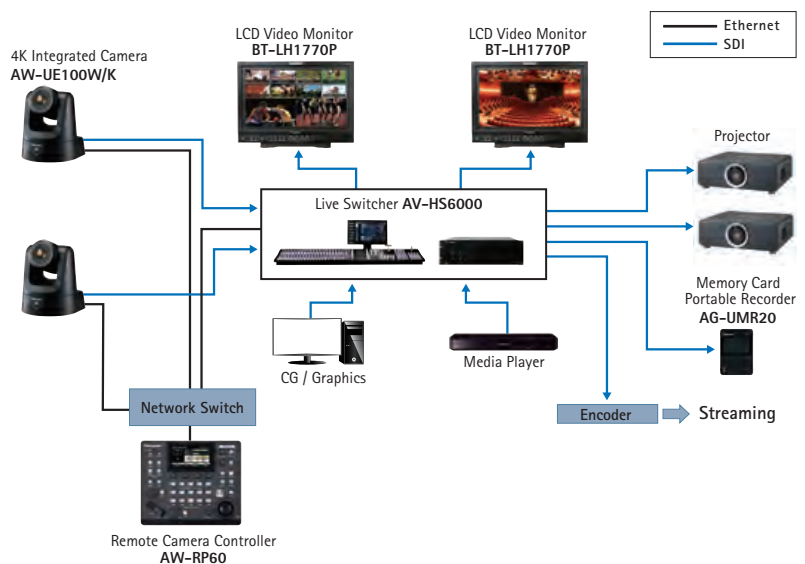 Ethernet
SDI
4K Integrated Camera
AW-UE100W/K
LCD Video Monitor
BT-LH1770P
LCD Video Monitor
BT-LH1770P
Projector
Live Switcher AV-HS6000
Memory Card
Portable Recorder
AG-UMR20
CG / Graphics
Media Player
Network Switch
Encoder
Streaming
Remote Camera Controller
AW-RP60